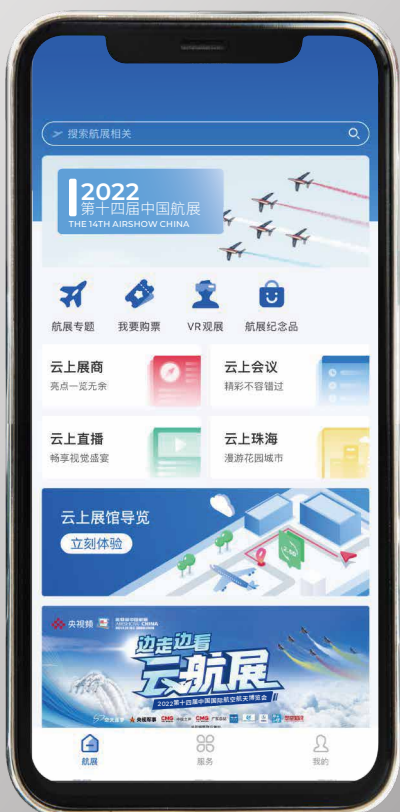 搜索航展相关
2022
第十四届中国航展
THE 14TH AIRSHOW CHINA
航展专题
我要购票
VR观展
航展纪念品
云上展商
亮点一览无余
云上会议
精彩不容错过
云上直播
畅享视觉盛宴
云上珠海
漫游花园城市
云上展馆导览
立刻体验
央视频
边走边看
云航展
2022第十四届中国国际航空航天博览会
央视军事
CMG
CMG
航展
服务
我的